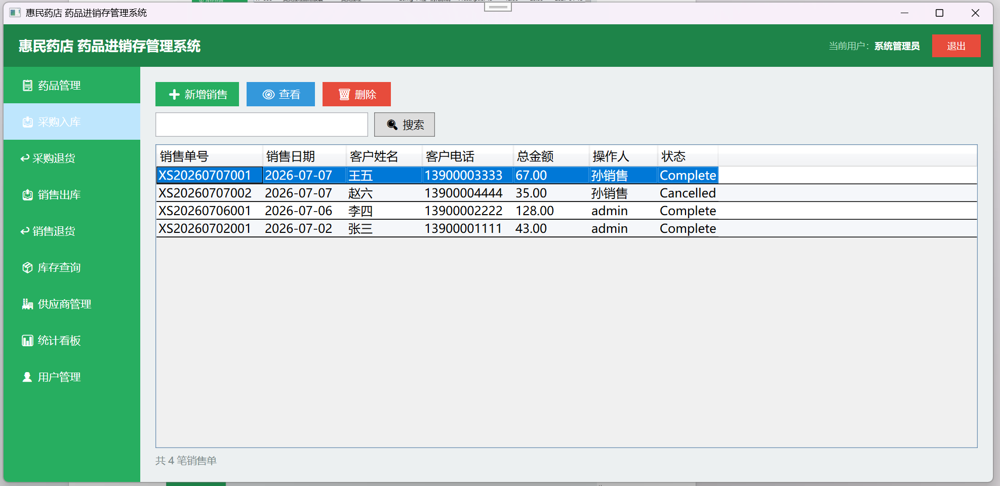 惠民药店 药品进销存管理系统
惠民药店 药品进销存管理系统
当前用户： 系统管理员 退出
药品管理
采购入库
采购退货
销售出库
销售退货
库存查询
供应商管理
统计看板
用户管理
新增销售 查看 删除
搜索
销售单号 销售日期 客户姓名 客户电话 总金额 操作人 状态
XS20260707001 2026-07-07 王五 13900003333 67.00 孙销售 Complete
XS20260707002 2026-07-07 赵六 13900004444 35.00 孙销售 Cancelled
XS20260706001 2026-07-06 李四 13900002222 128.00 admin Complete
XS20260702001 2026-07-02 张三 13900001111 43.00 admin Complete
共 4 笔销售单